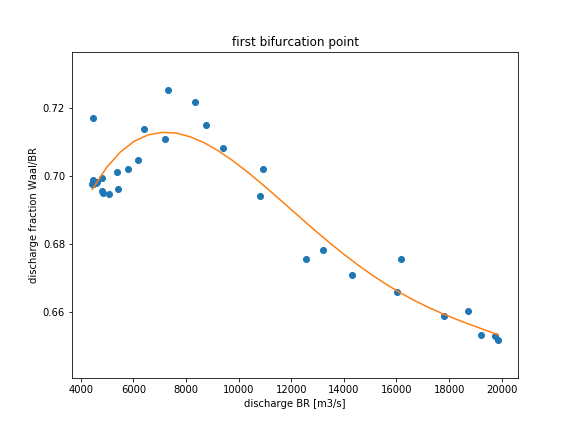 first bifurcation point
discharge fraction Waal/BR
0.72
0.70
0.68
0.66
4000 6000 8000 10000 12000 14000 16000 18000 20000
discharge BR [m3/s]